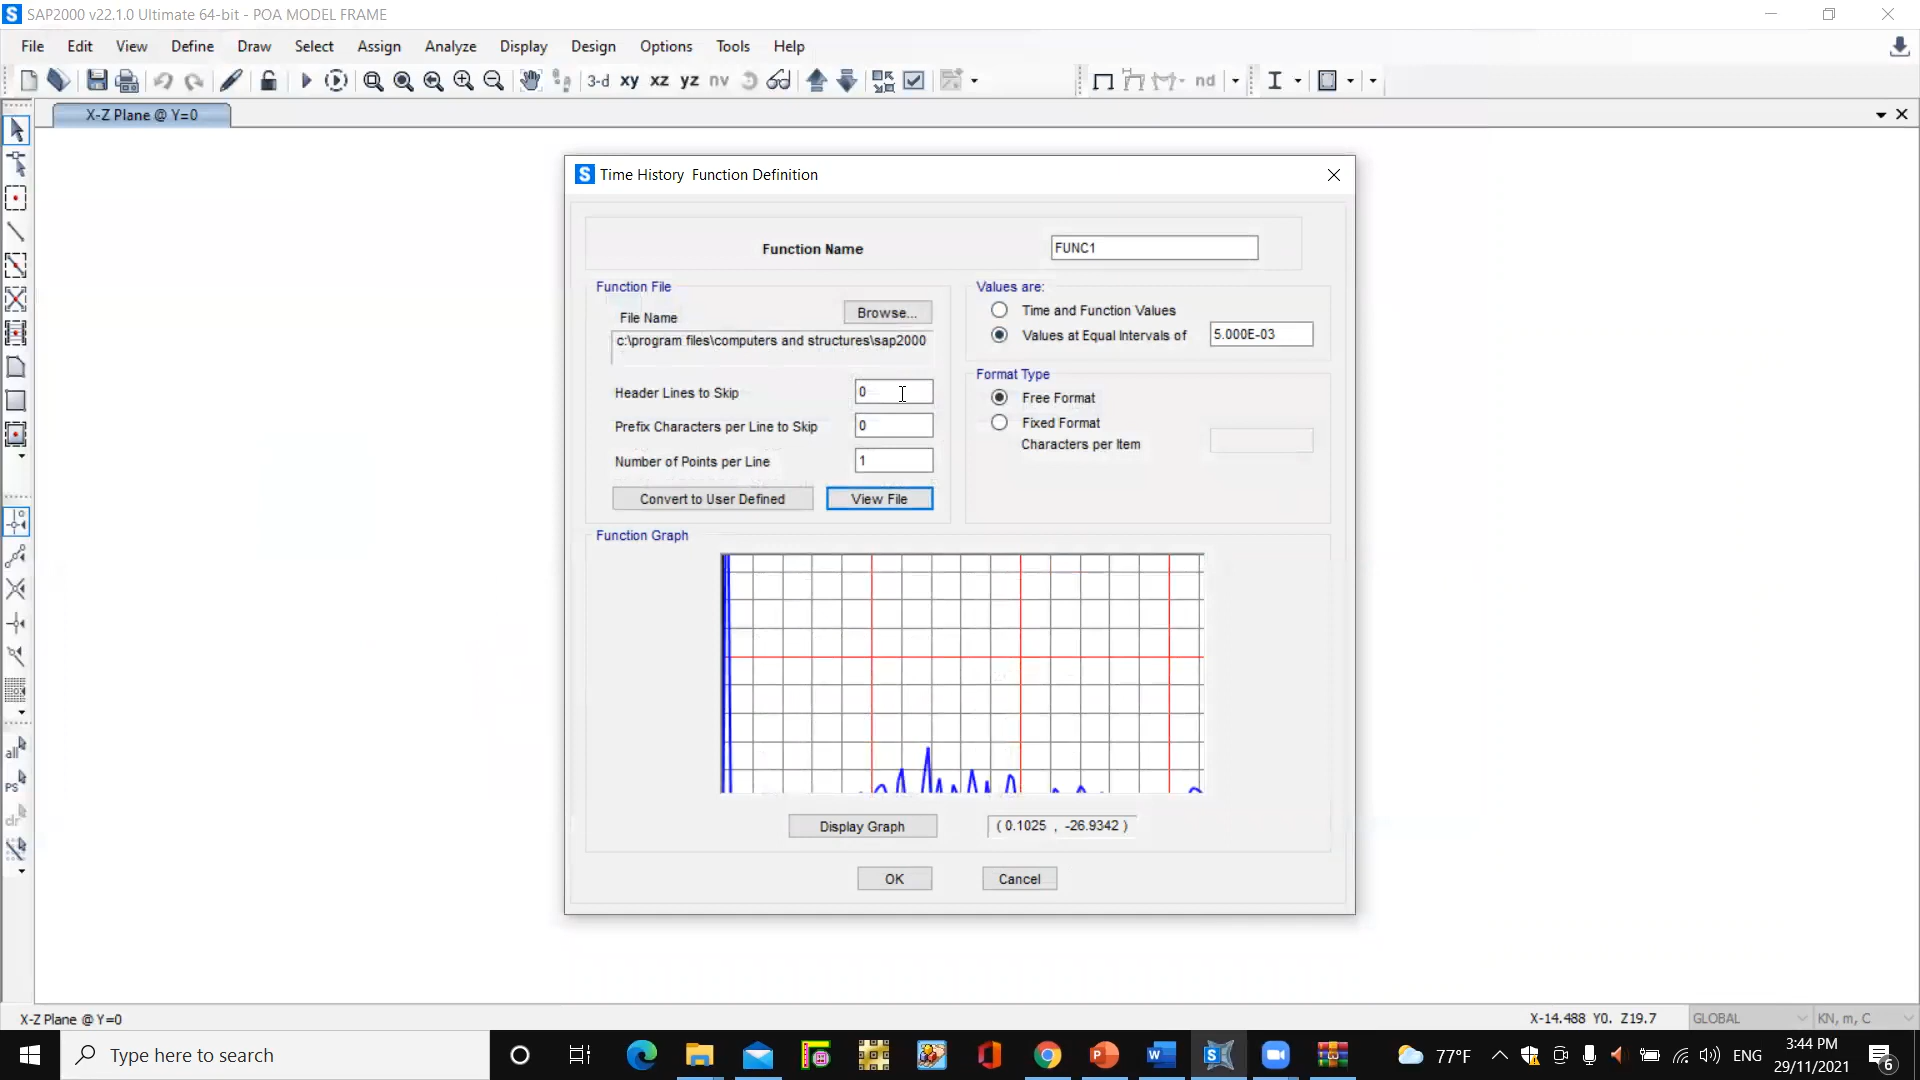 SAP2000 v22.1.0 Ultimate 64-bit - POA MODEL FRAME
File Edit View Define Draw Select Assign Analyze Display Design Options Tools Help
3-d xy xz yz nv nd
X-Z Plane @ Y=0
Time History Function Definition
Function Name FUNC1
Function File
File Name Browse...
c:\program files\computers and structures\sap2000
Header Lines to Skip 0
Prefix Characters per Line to Skip 0
Number of Points per Line 1
Convert to User Defined View File
Values are:
Time and Function Values
Values at Equal Intervals of 5.000E-03
Format Type
Free Format
Fixed Format
Characters per Item
Function Graph
Display Graph (0.1025 , -26.9342 )
OK Cancel
all
PS
dr
X-Z Plane @ Y=0 X-14.488 Y0. Z19.7 GLOBAL KN, m, C
Type here to search 77°F ENG 3:44 PM
29/11/2021 6